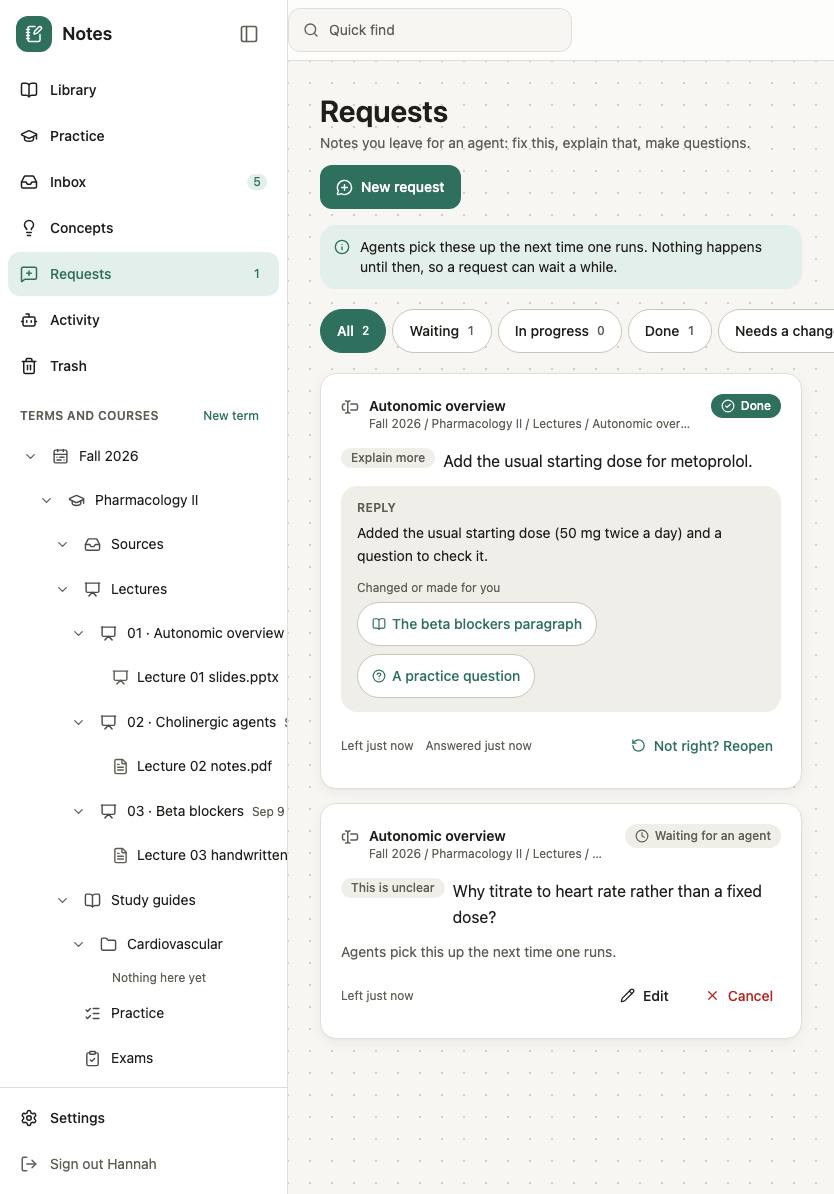 Notes
Library
Practice
Inbox 5
Concepts
Requests 1
Activity
Trash
TERMS AND COURSES New term
Fall 2026
Pharmacology II
Sources
Lectures
01 · Autonomic overview
Lecture 01 slides.pptx
02 · Cholinergic agents
Lecture 02 notes.pdf
03 · Beta blockers Sep 9
Lecture 03 handwritten
Study guides
Cardiovascular
Nothing here yet
Practice
Exams
Settings
Sign out Hannah
Quick find
Requests
Notes you leave for an agent: fix this, explain that, make questions.
New request
Agents pick these up the next time one runs. Nothing happens
until then, so a request can wait a while.
All 2 Waiting 1 In progress 0 Done 1 Needs a chang
Autonomic overview Done
Fall 2026 / Pharmacology II / Lectures / Autonomic over...
Explain more Add the usual starting dose for metoprolol.
REPLY
Added the usual starting dose (50 mg twice a day) and a
question to check it.
Changed or made for you
The beta blockers paragraph
A practice question
Left just now Answered just now Not right? Reopen
Autonomic overview Waiting for an agent
Fall 2026 / Pharmacology II / Lectures / ...
This is unclear Why titrate to heart rate rather than a fixed
dose?
Agents pick this up the next time one runs.
Left just now Edit Cancel